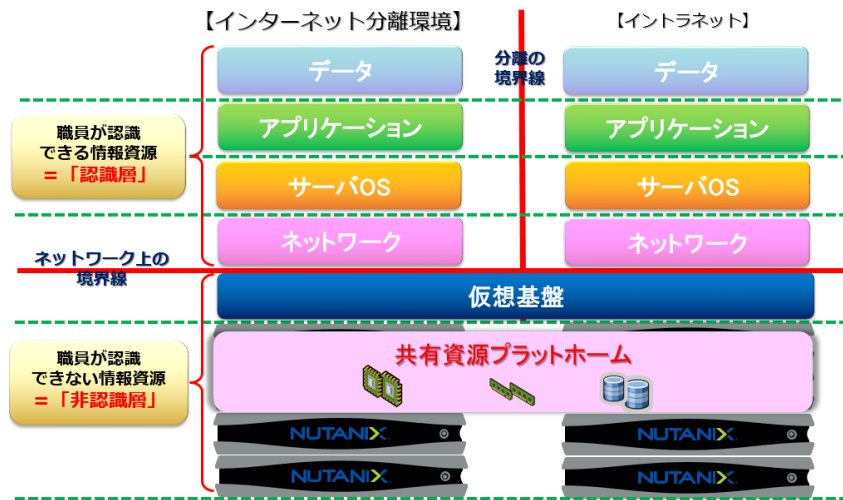 【インターネット分離環境】
【イントラネット】
分離の
境界線
データ
データ
アプリケーション
アプリケーション
職員が認識
できる情報資源
＝「認識層」
サーバOS
サーバOS
ネットワーク
ネットワーク
ネットワーク上の
境界線
仮想基盤
共有資源プラットホーム
職員が認識
できない情報資源
＝「非認識層」
NUTANIX
NUTANIX
NUTANIX
NUTANIX